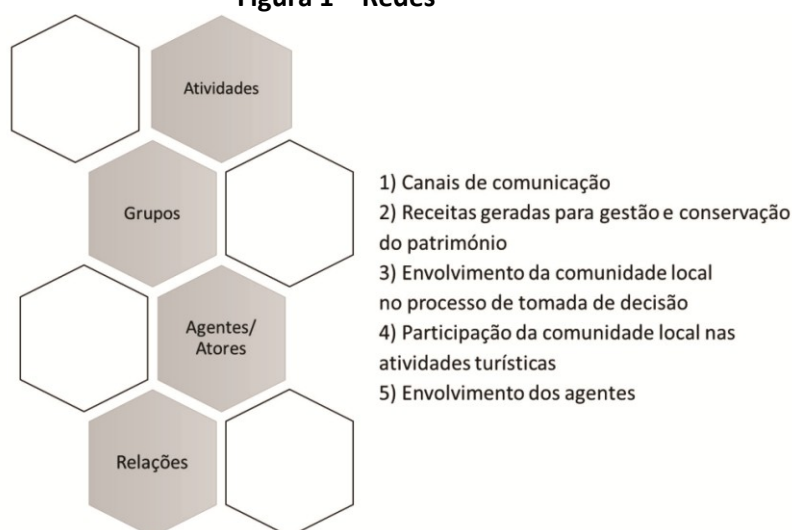 Figura 1 – Redes
Atividades
Grupos
Agentes/
Atores
Relações
1) Canais de comunicação
2) Receitas geradas para gestão e conservação
do património
3) Envolvimento da comunidade local
no processo de tomada de decisão
4) Participação da comunidade local nas
atividades turísticas
5) Envolvimento dos agentes